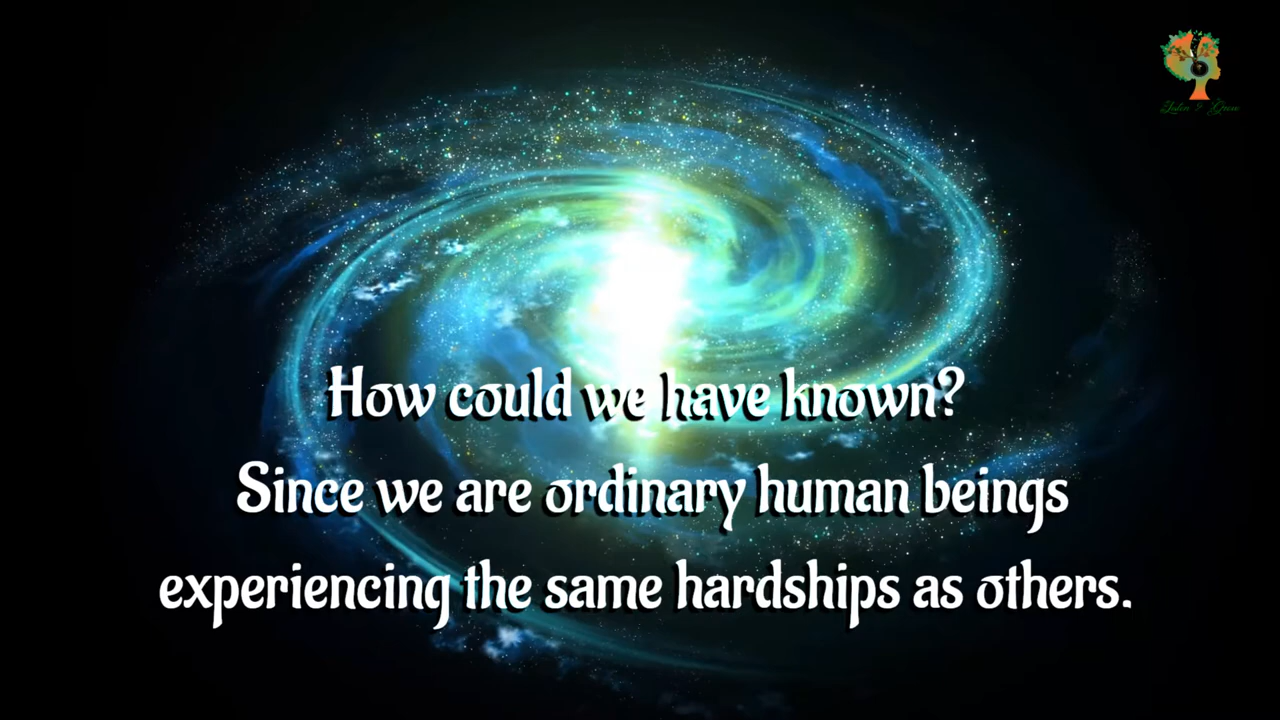 How could we have known?
Since we are ordinary human beings
experiencing the same hardships as others.